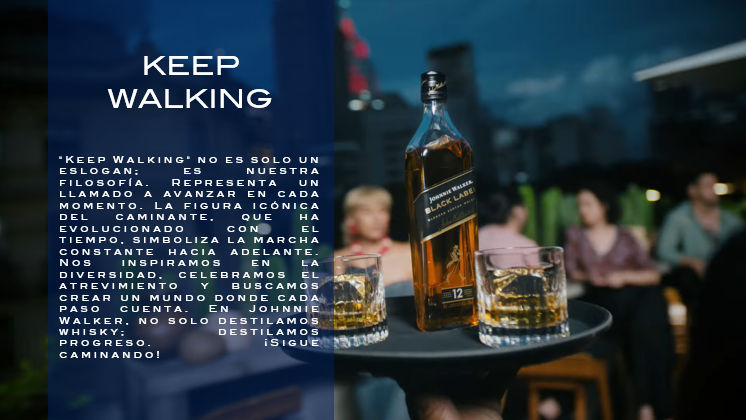 KEEP
WALKING
"Keep Walking" no es solo un
eslogan; es nuestra
filosofía. Representa un
llamado a avanzar en cada
momento. La figura icónica
del caminante, que ha
evolucionado con el
tiempo, simboliza la marcha
constante hacia adelante.
Nos inspiramos en la
diversidad, celebramos el
atrevimiento y buscamos
crear un mundo donde cada
paso cuenta. En Johnnie
Walker, no solo destilamos
whisky; destilamos
progreso. ¡Sigue
caminando!
Johnnie Walker
BLACK LABEL
12